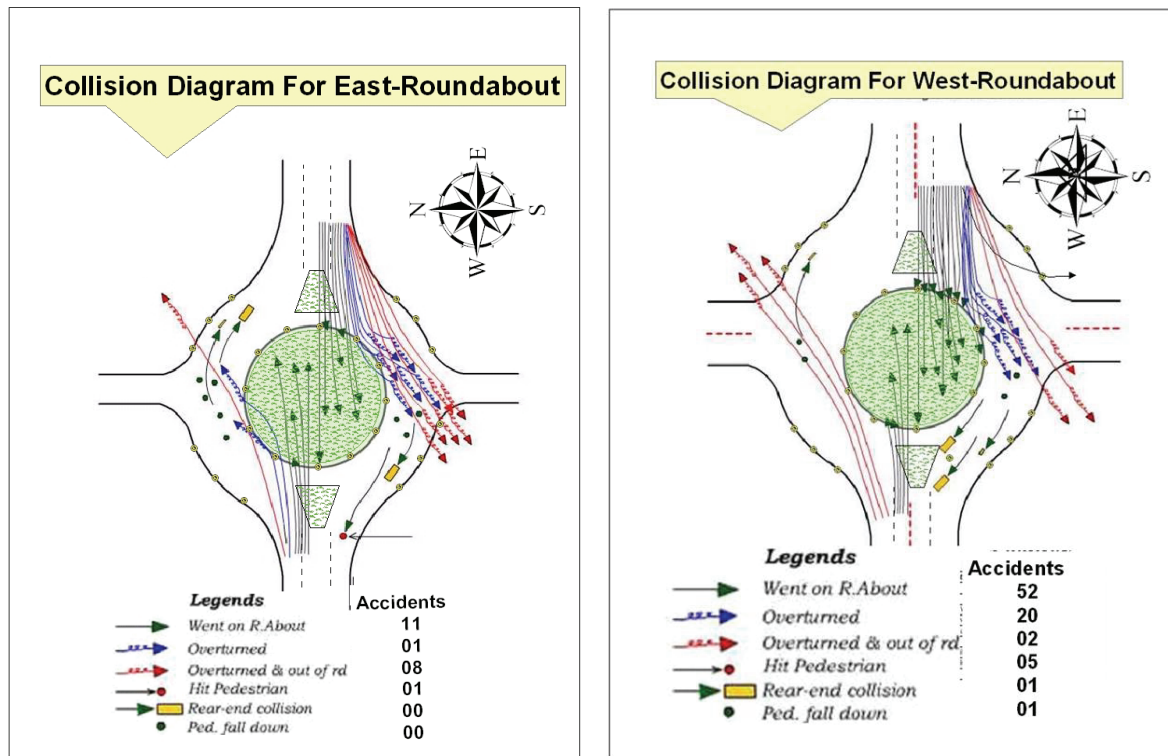 Collision Diagram For East-Roundabout
E
N
S
W
Legends
Accidents
Went on R.About
11
Overturned
01
Overturned & out of rd
08
Hit Pedestrian
01
Rear-end collision
00
Ped. fall down
00
Collision Diagram For West-Roundabout
E
N
S
W
Legends
Accidents
Went on R.About
52
Overturned
20
Overturned & out of rd
02
Hit Pedestrian
05
Rear-end collision
01
Ped. fall down
01